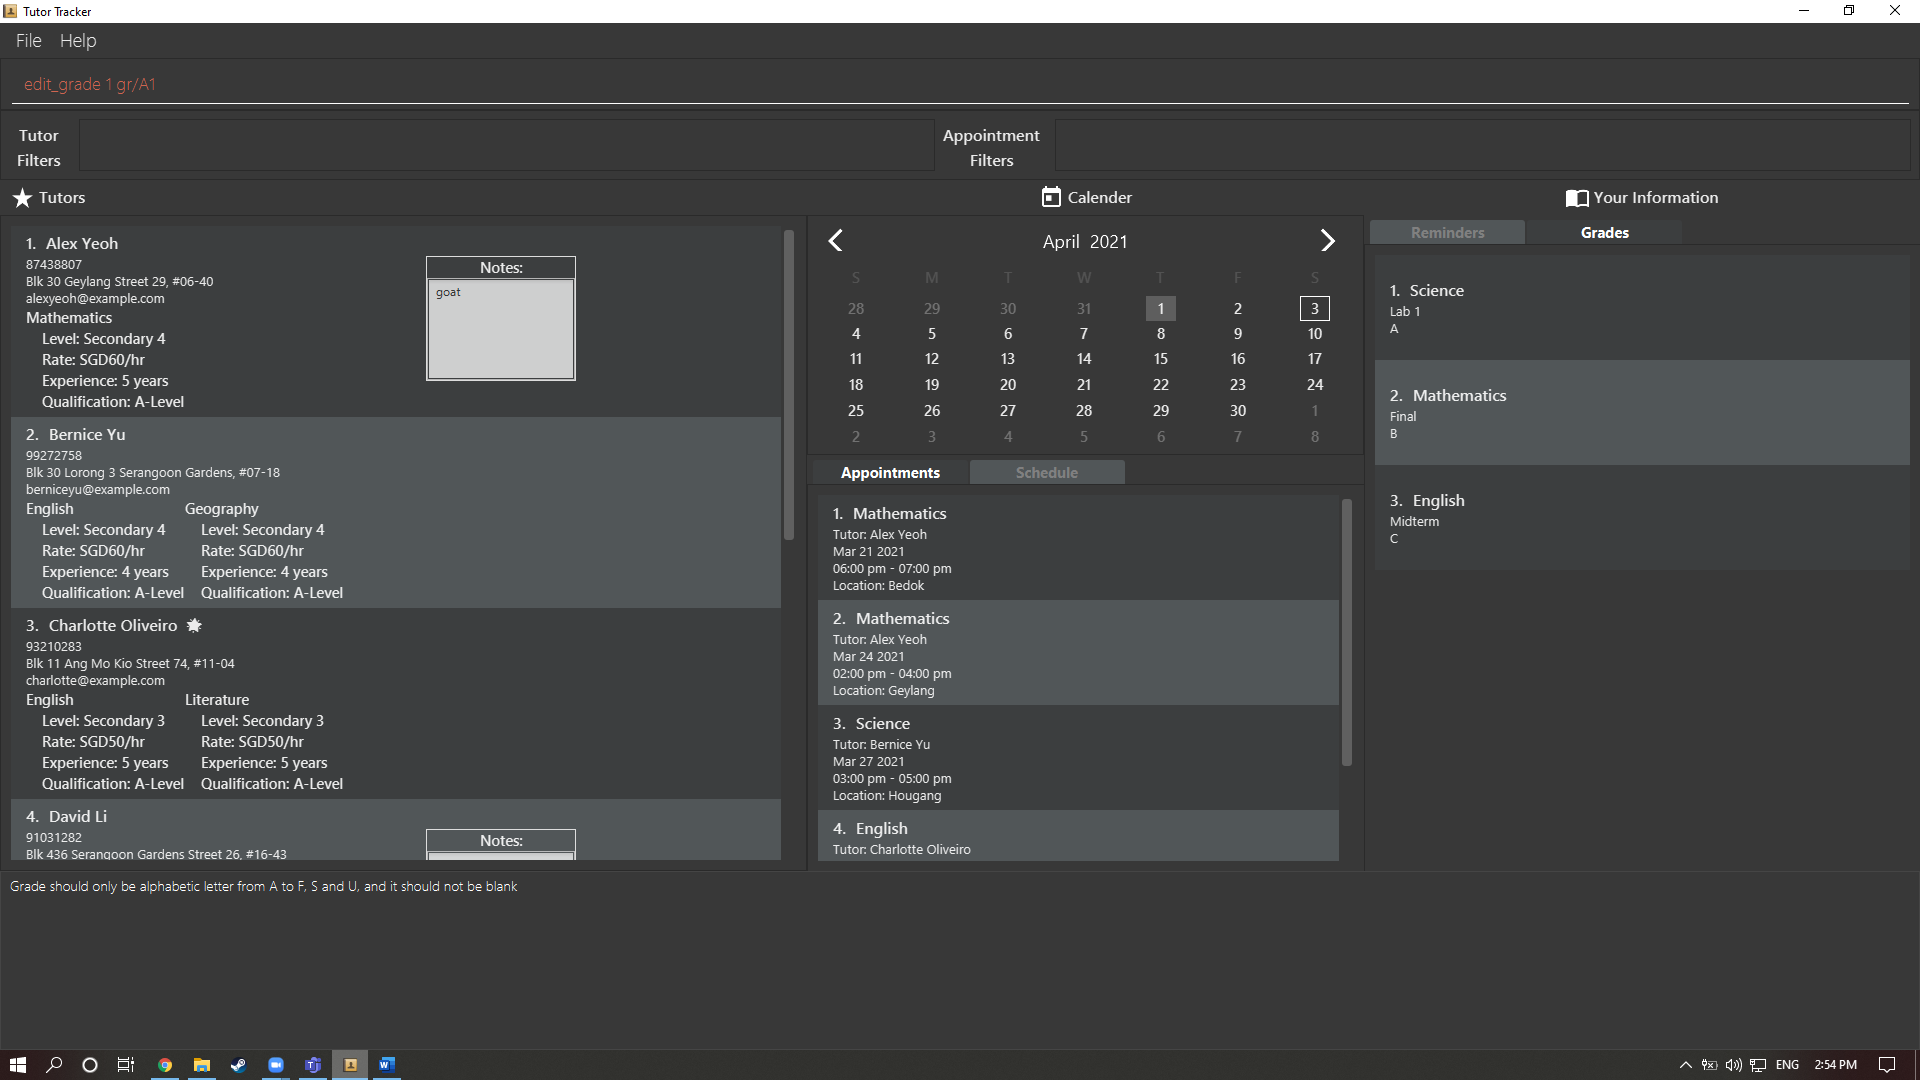 Tutor Tracker
File Help
edit_grade 1 gr/A1
Tutor
Filters
Appointment
Filters
Tutors
1. Alex Yeoh
87438807
Blk 30 Geylang Street 29, #06-40
alexyeoh@example.com
Mathematics
Level: Secondary 4
Rate: SGD60/hr
Experience: 5 years
Qualification: A-Level
Notes:
goat
2. Bernice Yu
99272758
Blk 30 Lorong 3 Serangoon Gardens, #07-18
berniceyu@example.com
English Geography
Level: Secondary 4 Level: Secondary 4
Rate: SGD60/hr Rate: SGD60/hr
Experience: 4 years Experience: 4 years
Qualification: A-Level Qualification: A-Level
3. Charlotte Oliveiro
93210283
Blk 11 Ang Mo Kio Street 74, #11-04
charlotte@example.com
English Literature
Level: Secondary 3 Level: Secondary 3
Rate: SGD50/hr Rate: SGD50/hr
Experience: 5 years Experience: 5 years
Qualification: A-Level Qualification: A-Level
4. David Li
91031282
Blk 436 Serangoon Gardens Street 26, #16-43
Notes:
Calender
April 2021
S M T W T F S
28 29 30 31 1 2 3
4 5 6 7 8 9 10
11 12 13 14 15 16 17
18 19 20 21 22 23 24
25 26 27 28 29 30 1
2 3 4 5 6 7 8
Appointments Schedule
1. Mathematics
Tutor: Alex Yeoh
Mar 21 2021
06:00 pm - 07:00 pm
Location: Bedok
2. Mathematics
Tutor: Alex Yeoh
Mar 24 2021
02:00 pm - 04:00 pm
Location: Geylang
3. Science
Tutor: Bernice Yu
Mar 27 2021
03:00 pm - 05:00 pm
Location: Hougang
4. English
Tutor: Charlotte Oliveiro
Your Information
Reminders Grades
1. Science
Lab 1
A
2. Mathematics
Final
B
3. English
Midterm
C
Grade should only be alphabetic letter from A to F, S and U, and it should not be blank
ENG 2:54 PM